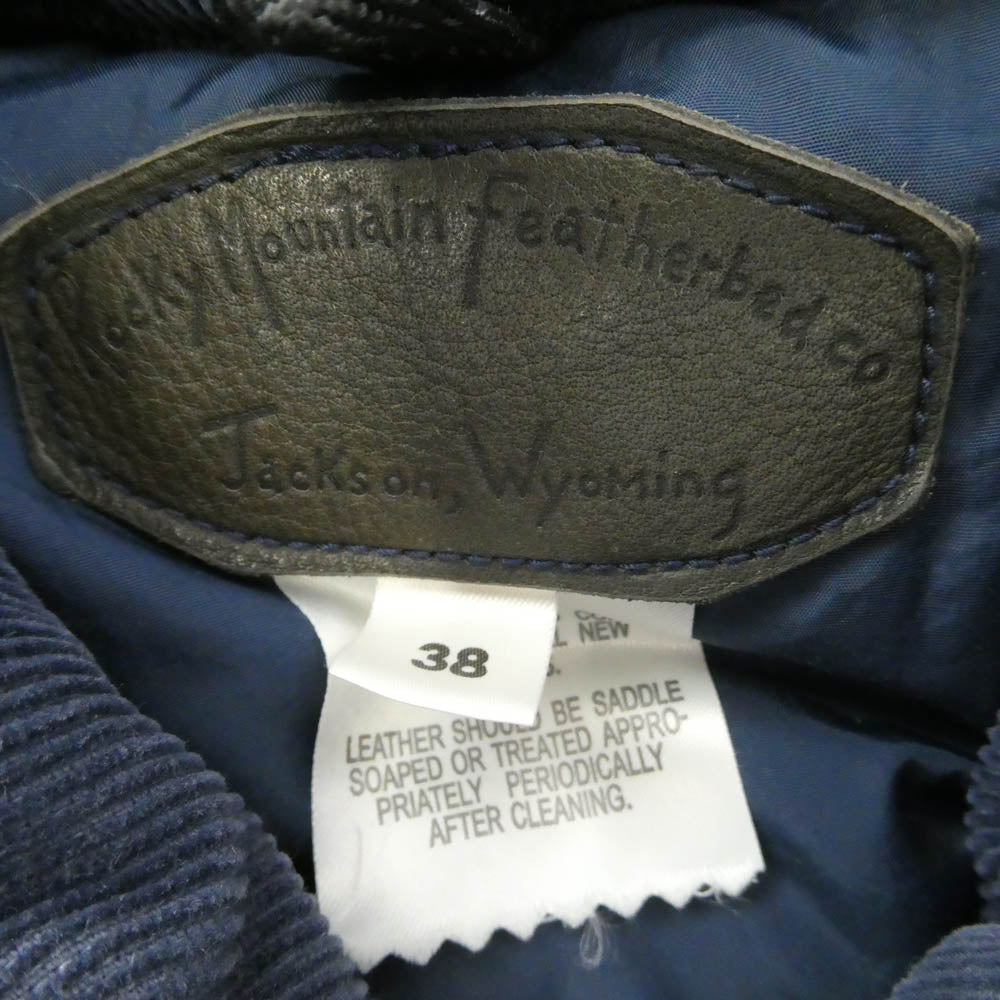 Rocky Mountain Featherbed co
Jackson, Wyoming
38
NEW
LEATHER SHOULD BE SADDLE
SOAPED OR TREATED APPRO-
PRIATELY PERIODICALLY
AFTER CLEANING.